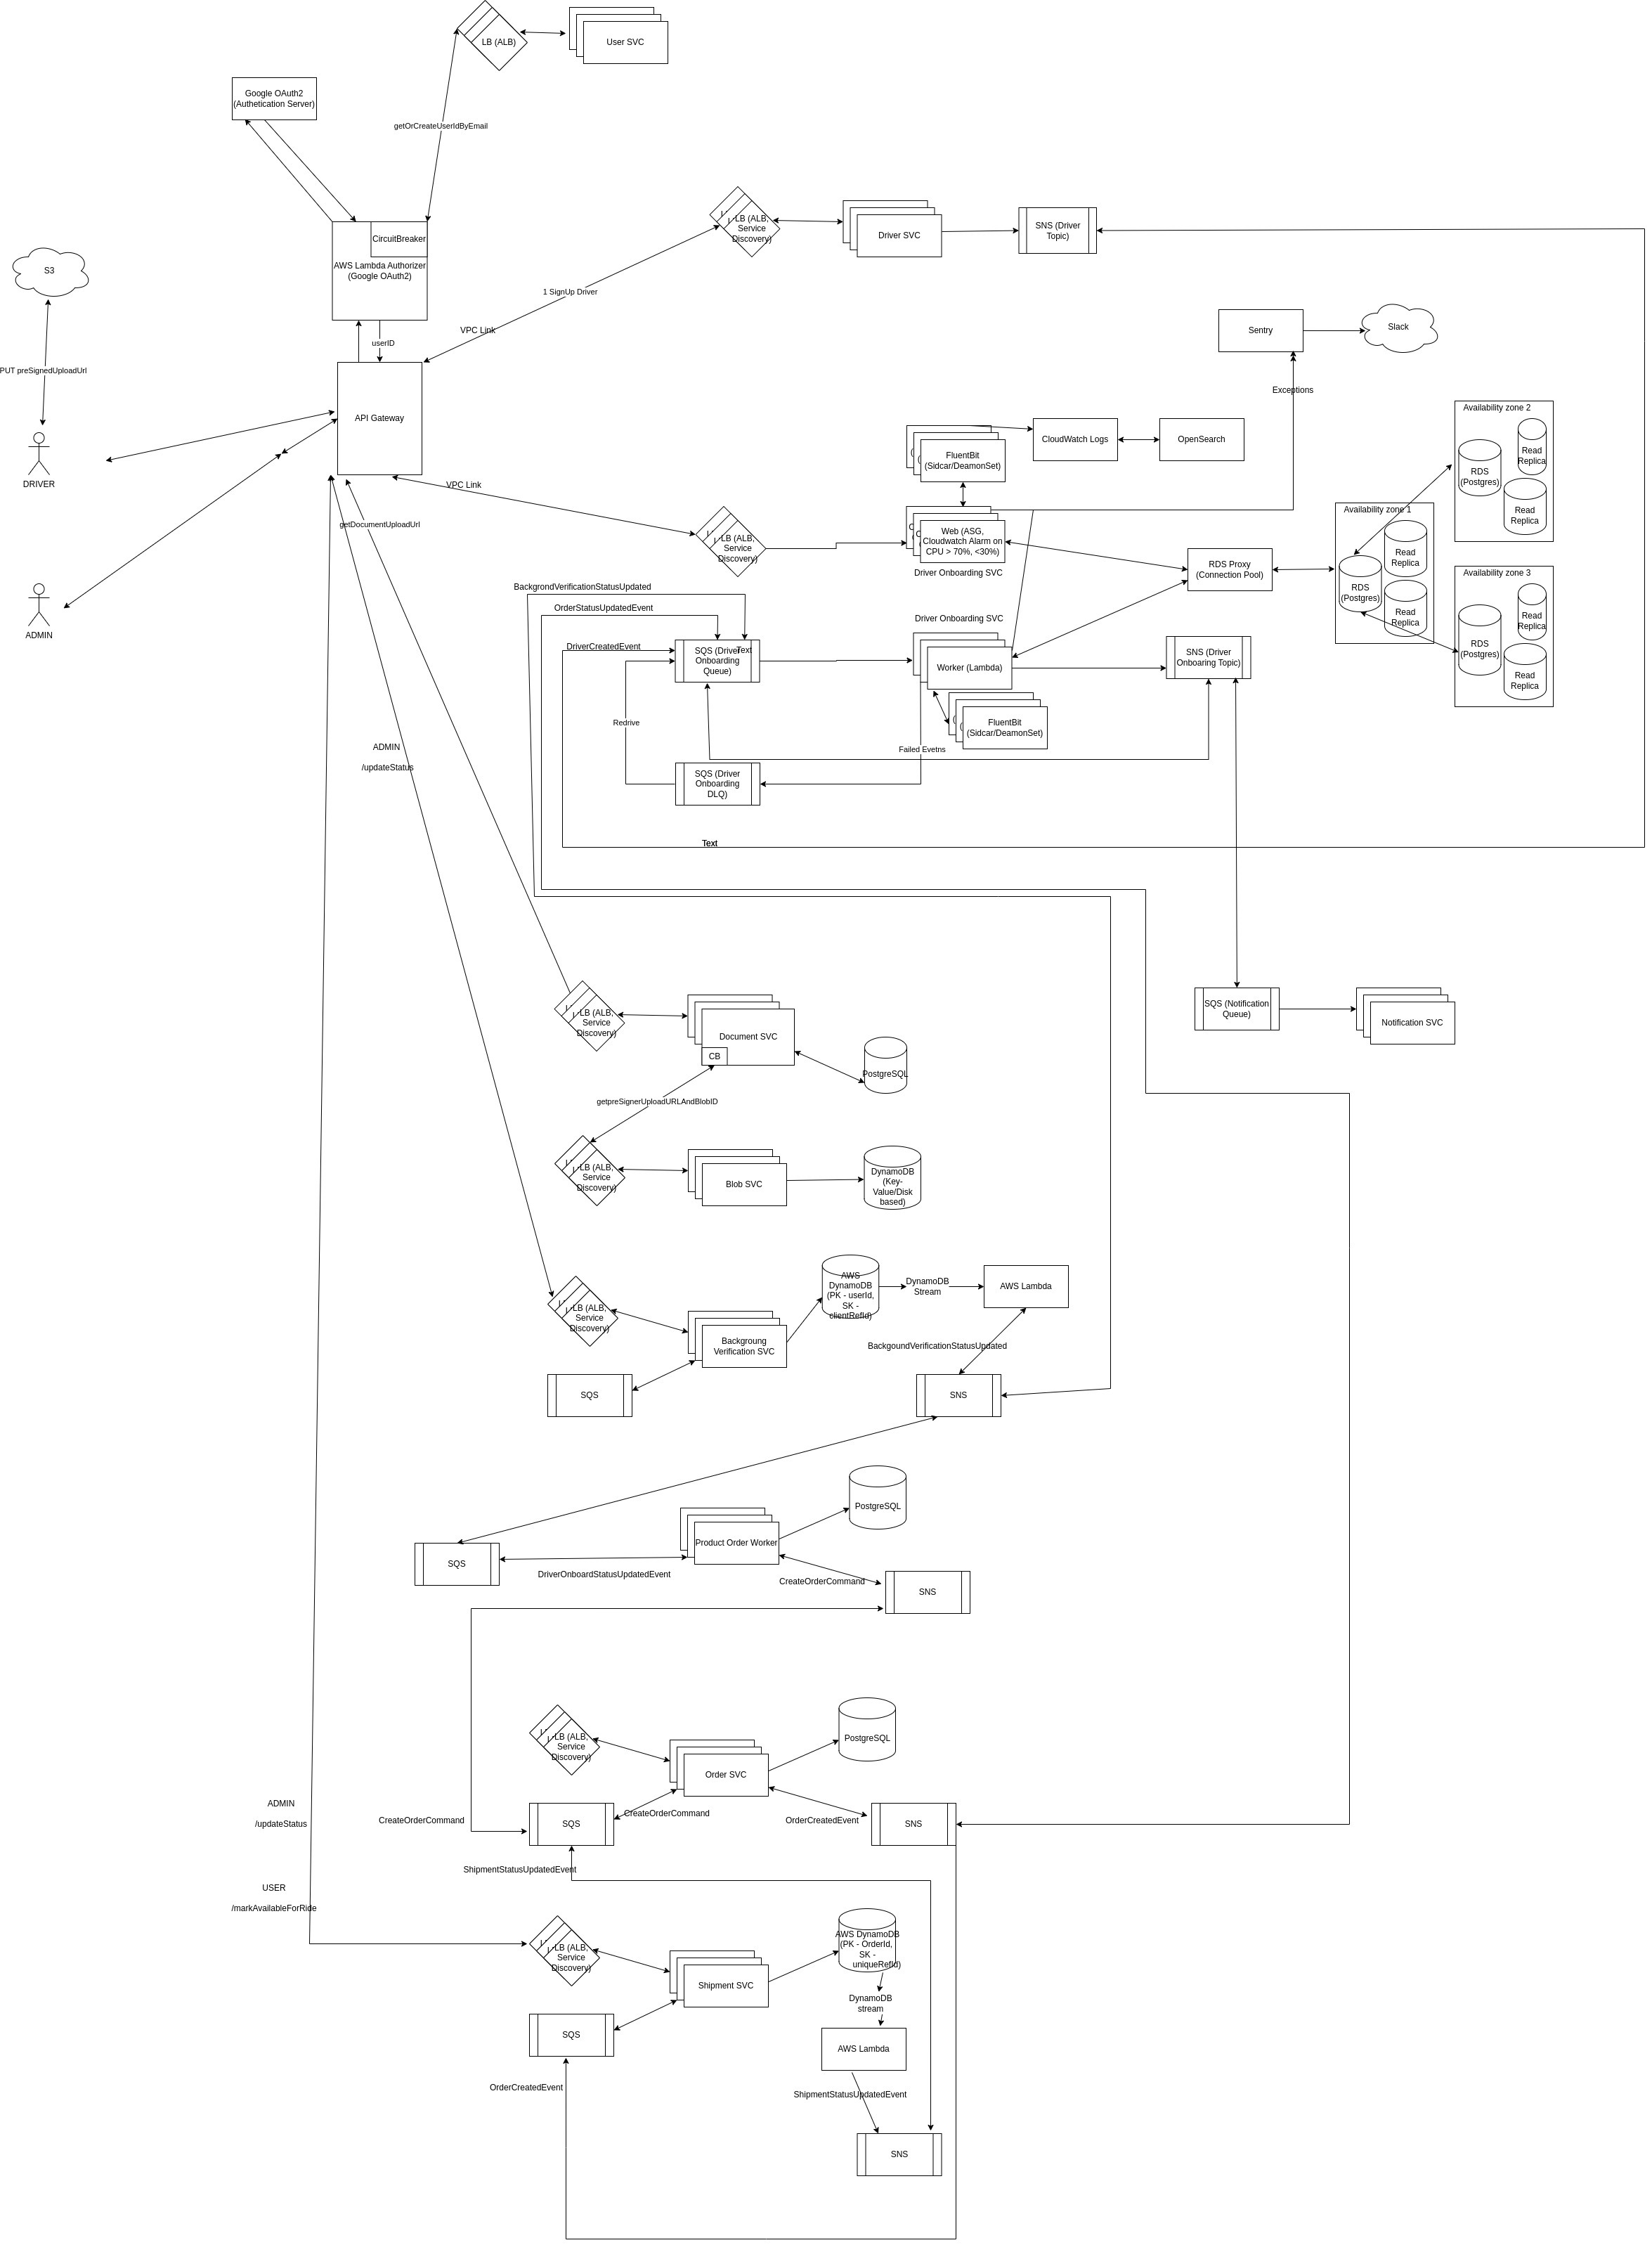 LB (ALB)
User SVC
Google OAuth2
(Authetication Server)
getOrCreateUserIdByEmail
LB (ALB,
Service
Discovery)
Driver SVC
SNS (Driver
Topic)
CircuitBreaker
AWS Lambda Authorizer
(Google OAuth2)
S3
1 SignUp Driver
VPC Link
userID
Sentry
Slack
PUT preSignedUploadUrl
API Gateway
Exceptions
Availability zone 2
RDS
(Postgres)
Read
Replica
Read
Replica
CloudWatch Logs
OpenSearch
FluentBit
(Sidcar/DeamonSet)
DRIVER
VPC Link
getDocumentUploadUrl
LB (ALB,
Service
Discovery)
Web (ASG,
Cloudwatch Alarm on
CPU > 70%, <30%)
Driver Onboarding SVC
RDS Proxy
(Connection Pool)
Availability zone 1
RDS
(Postgres)
Read
Replica
Read
Replica
Availability zone 3
RDS
(Postgres)
Read
Replica
Read
Replica
BackgrondVerificationStatusUpdated
OrderStatusUpdatedEvent
ADMIN
Driver Onboarding SVC
DriverCreatedEvent
SQS (Driver
Onboarding
Queue)
Text
Worker (Lambda)
SNS (Driver
Onboaring Topic)
Redrive
FluentBit
(Sidcar/DeamonSet)
Failed Evetns
ADMIN
/updateStatus
SQS (Driver
Onboarding
DLQ)
Text
LB (ALB,
Service
Discovery)
Document SVC
CB
PostgreSQL
SQS (Notification
Queue)
Notification SVC
getpreSignerUploadURLAndBlobID
LB (ALB,
Service
Discovery)
Blob SVC
DynamoDB
(Key-
Value/Disk
based)
LB (ALB,
Service
Discovery)
Backgroung
Verification SVC
AWS
DynamoDB
(PK - userId,
SK -
clientRefId)
DynamoDB
Stream
AWS Lambda
BackgoundVerificationStatusUpdated
SQS
SNS
PostgreSQL
Product Order Worker
SQS
DriverOnboardStatusUpdatedEvent
CreateOrderCommand
SNS
LB (ALB,
Service
Discovery)
Order SVC
PostgreSQL
ADMIN
/updateStatus
CreateOrderCommand
SQS
CreateOrderCommand
OrderCreatedEvent
SNS
ShipmentStatusUpdatedEvent
USER
/markAvailableForRide
LB (ALB,
Service
Discovery)
Shipment SVC
AWS DynamoDB
(PK - OrderId,
SK -
uniqueRefId)
DynamoDB
stream
SQS
AWS Lambda
OrderCreatedEvent
ShipmentStatusUpdatedEvent
SNS